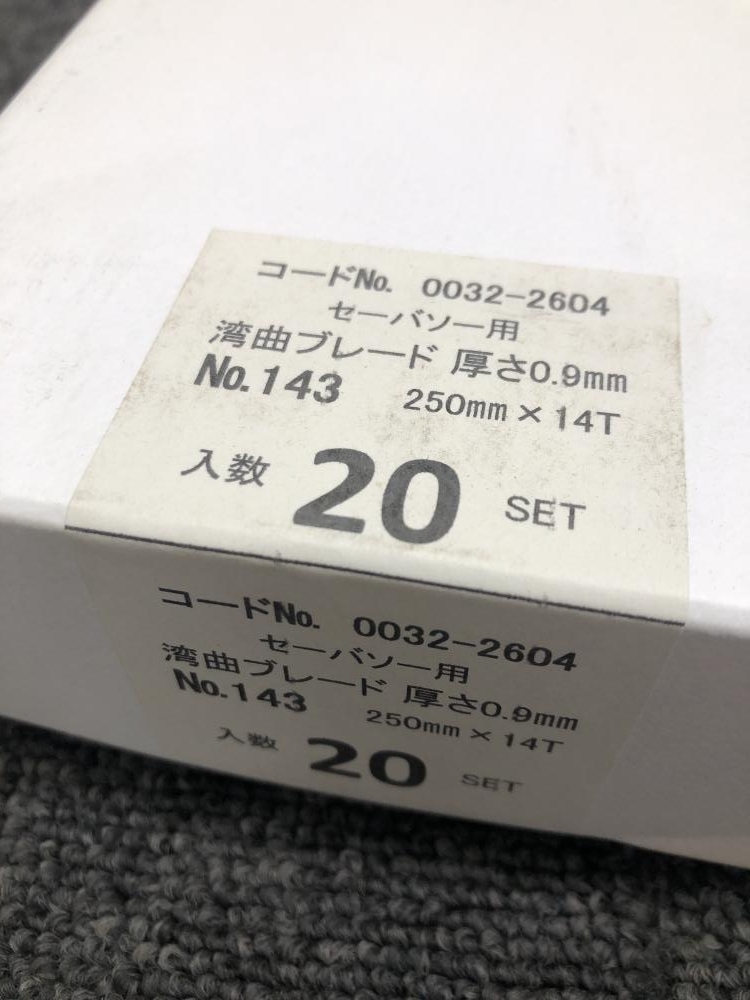 コードNo. 0032-2604
セーバソー用
湾曲ブレード 厚さ0.9mm
No.143 250mm×14T
入数 20 SET
コードNo. 0032-2604
セーバソー用
湾曲ブレード 厚さ0.9mm
No.143 250mm×14T
入数 20 SET